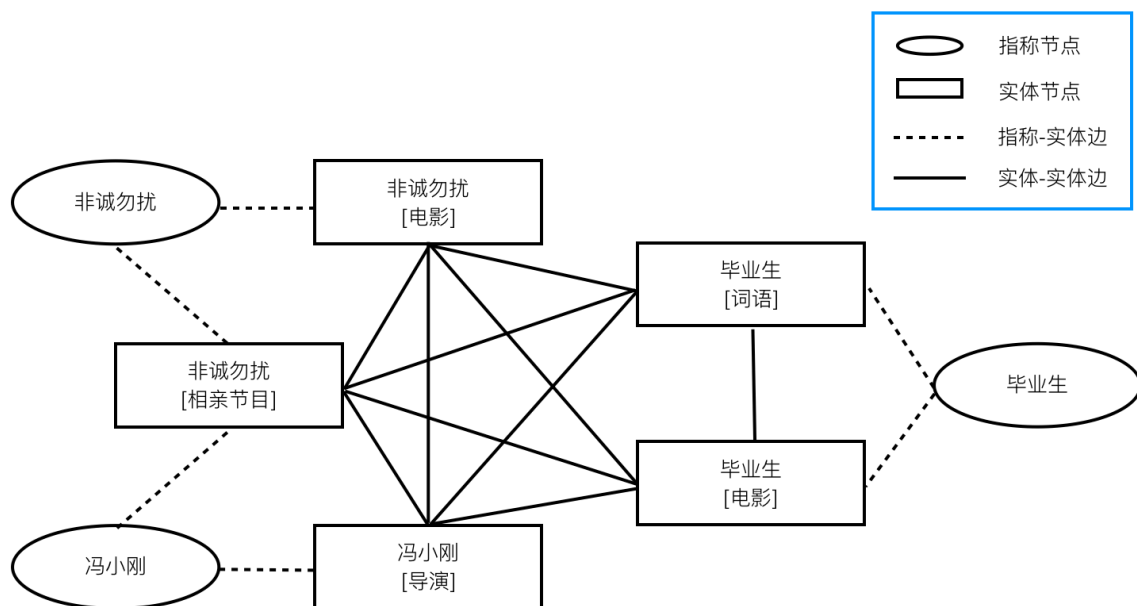 指称节点
实体节点
指称-实体边
实体-实体边
非诚勿扰
非诚勿扰
[电影]
毕业生
[词语]
非诚勿扰
[相亲节目]
毕业生
毕业生
[电影]
冯小刚
冯小刚
[导演]